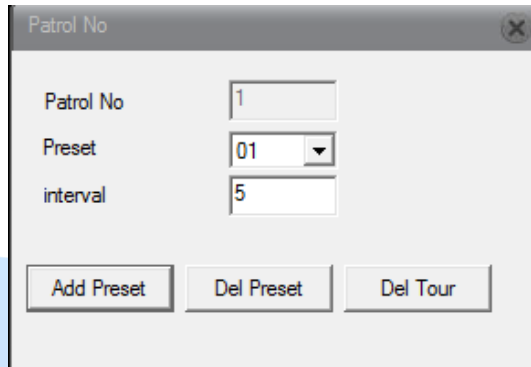 Patrol No
Patrol No 1
Preset 01
interval 5
Add Preset Del Preset Del Tour